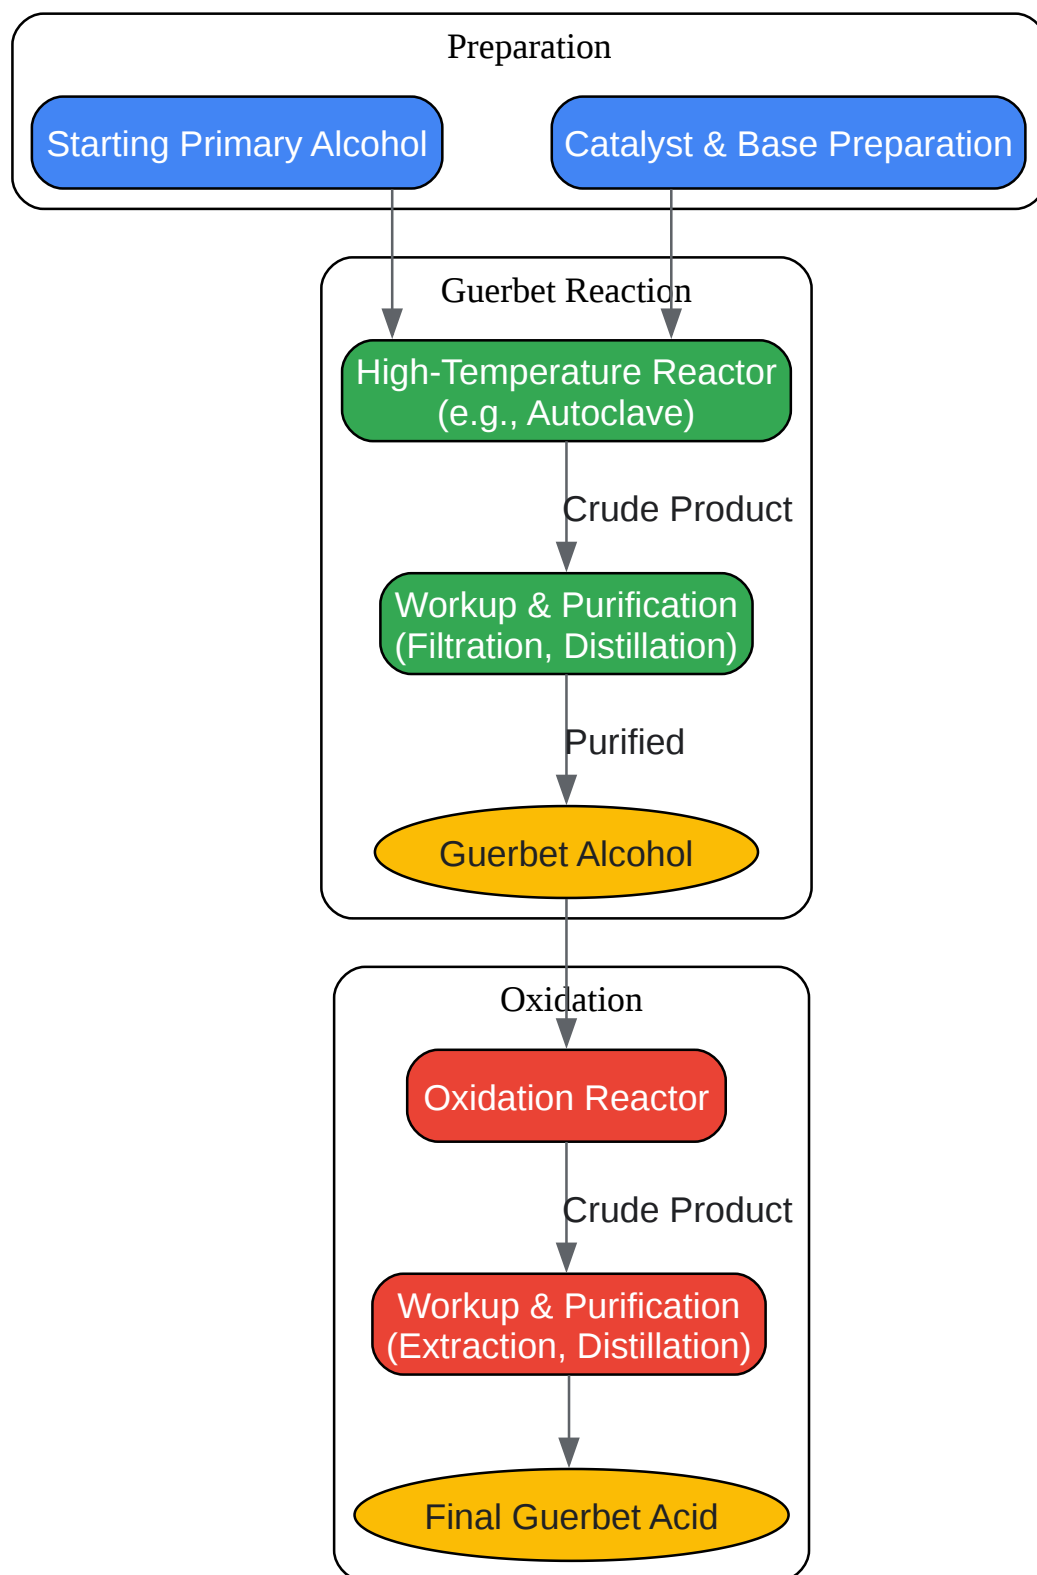 Preparation
Starting Primary Alcohol
Catalyst & Base Preparation
Guerbet Reaction
High-Temperature Reactor
(e.g., Autoclave)
Crude Product
Workup & Purification
(Filtration, Distillation)
Purified
Guerbet Alcohol
Oxidation
Oxidation Reactor
Crude Product
Workup & Purification
(Extraction, Distillation)
Final Guerbet Acid